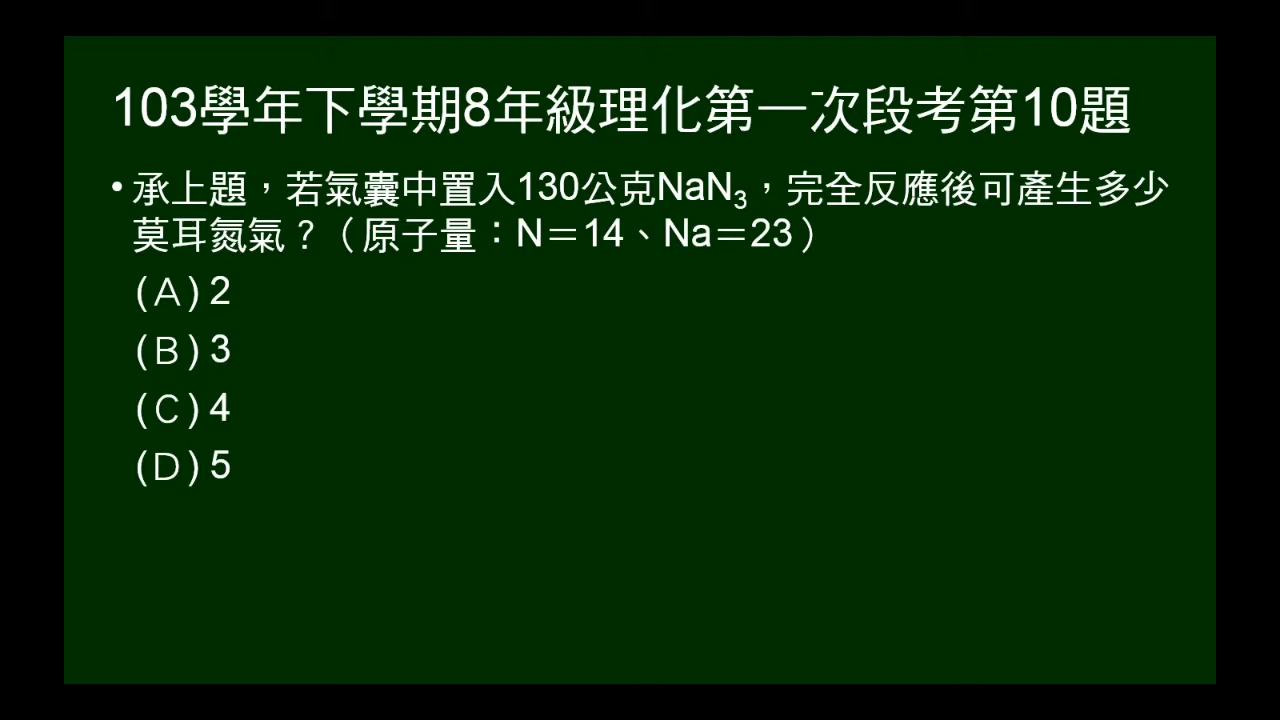 103學年下學期8年級理化第一次段考第10題
• 承上題，若氣囊中置入130公克NaN₃，完全反應後可產生多少
莫耳氮氣？（原子量：N＝14、Na＝23）
(Ａ) 2
(Ｂ) 3
(Ｃ) 4
(Ｄ) 5